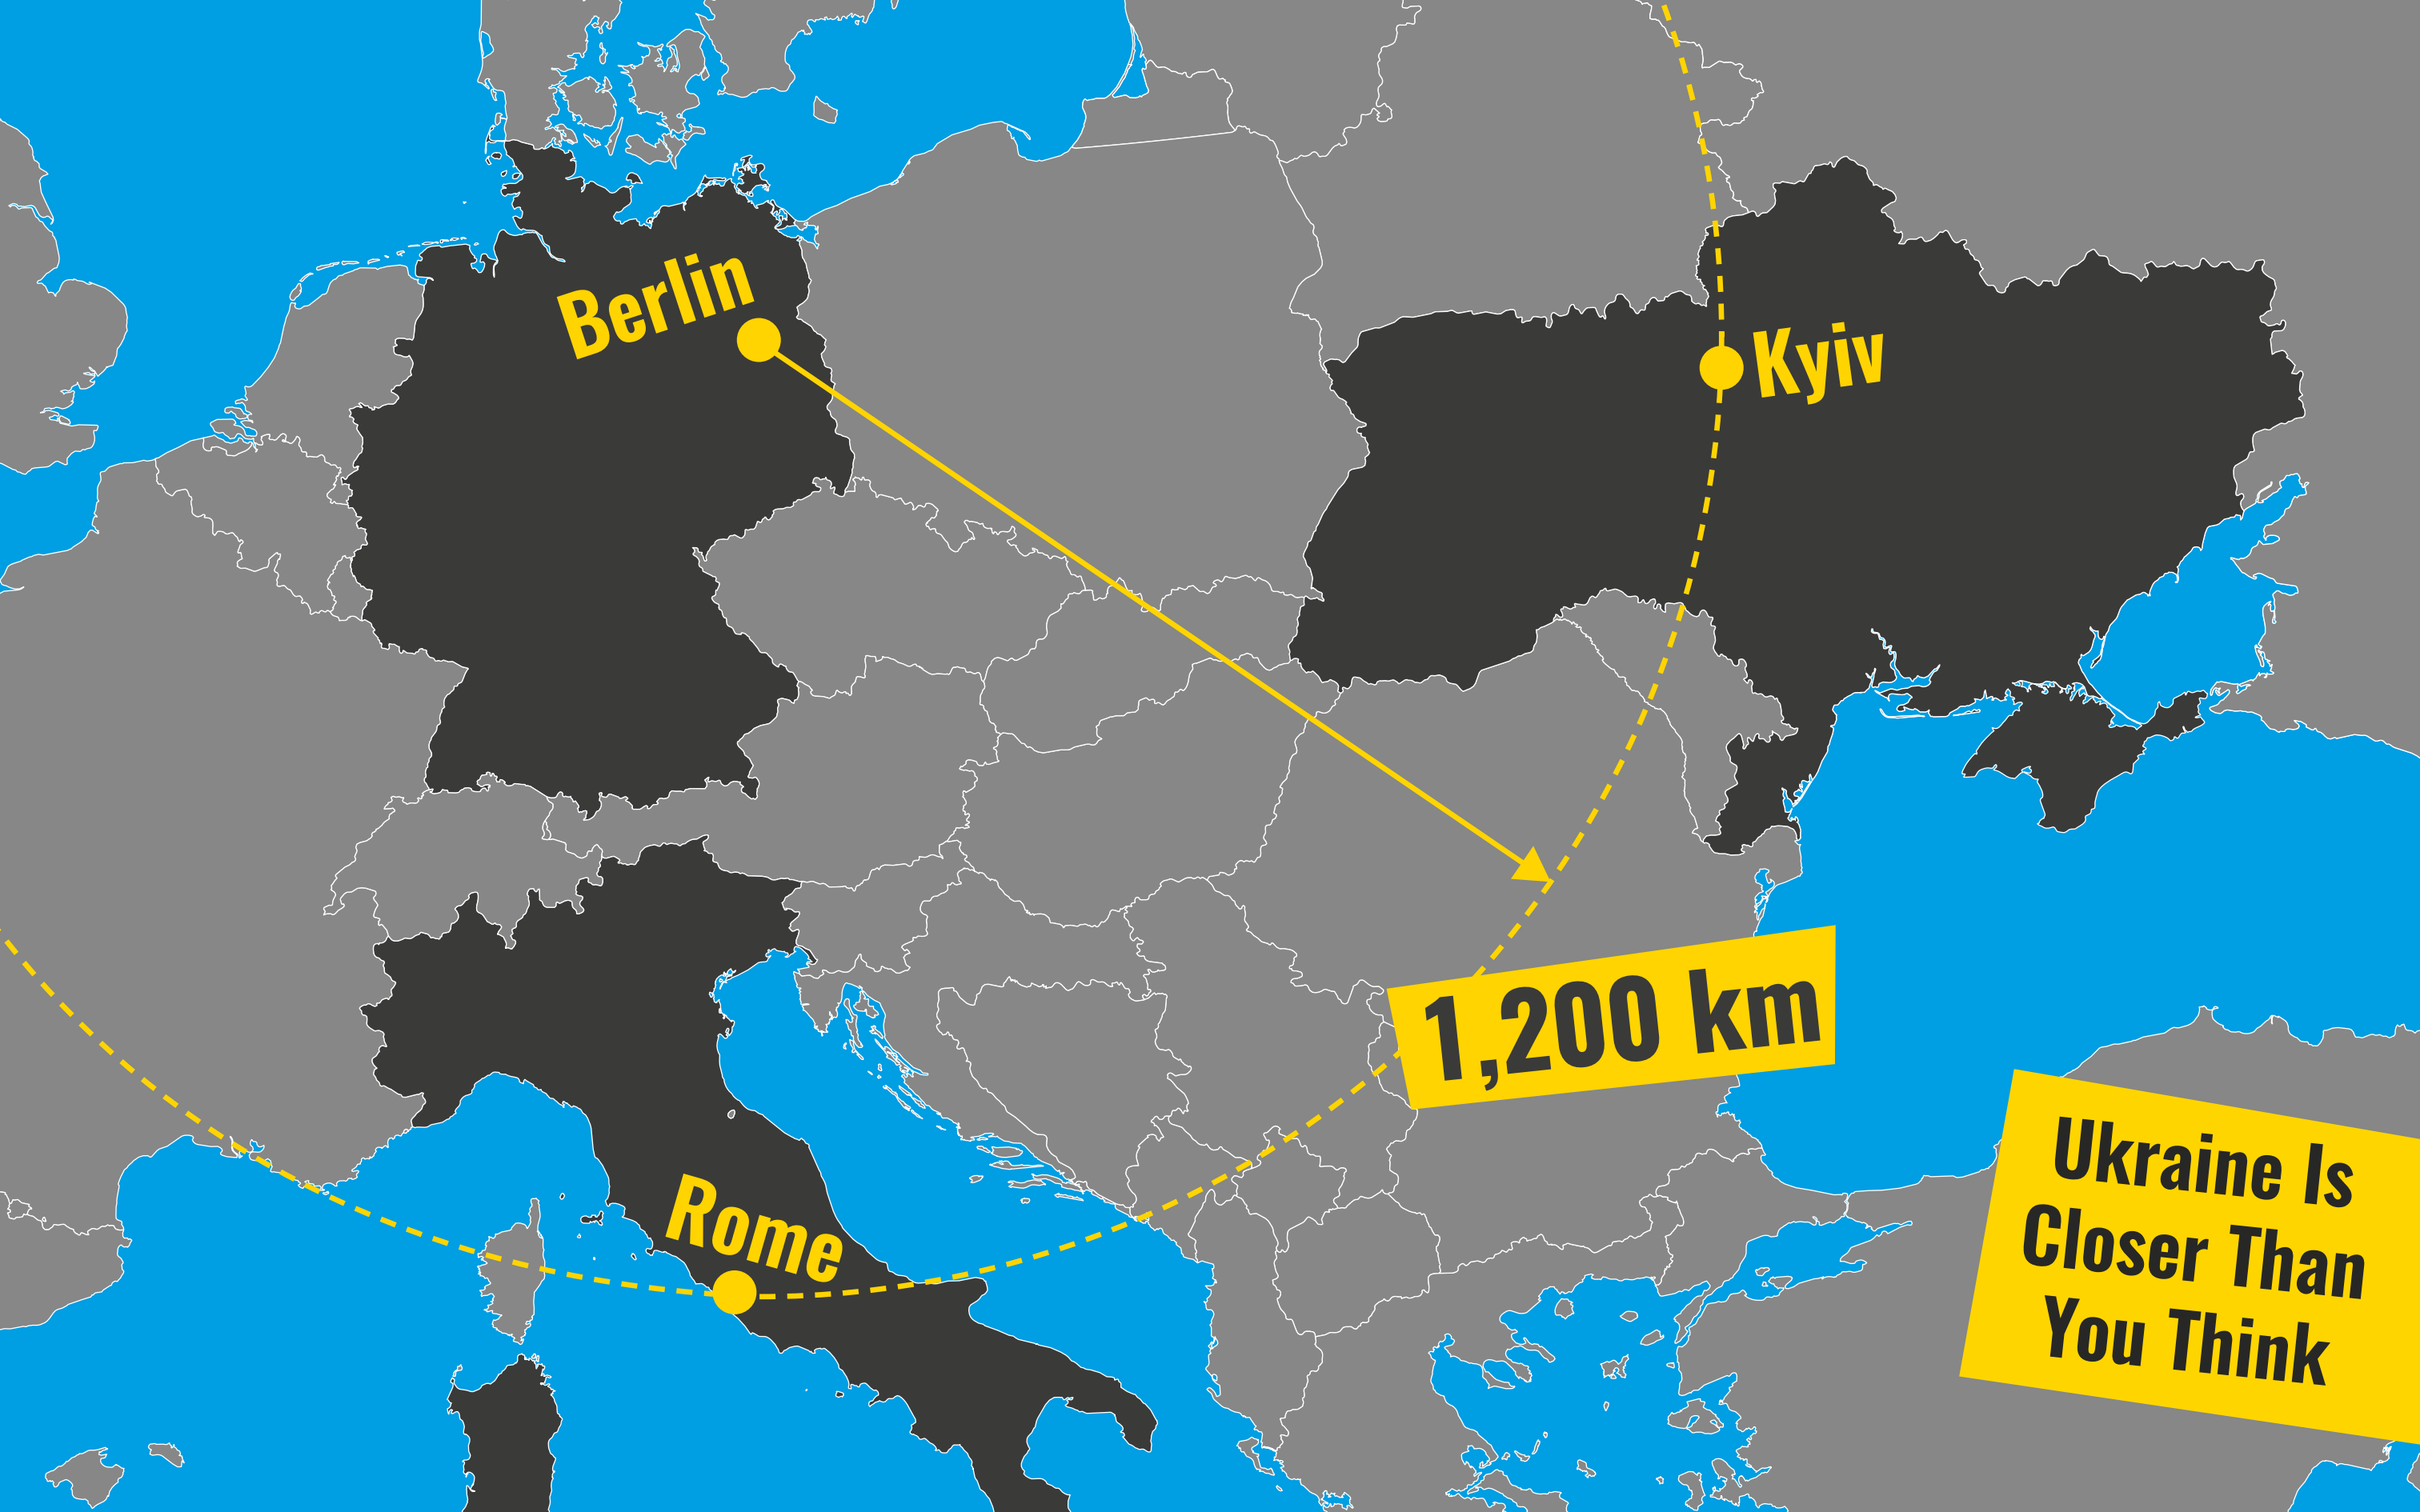 Berlin
Kyiv
1,200 km
Rome
Ukraine Is
Closer Than
You Think